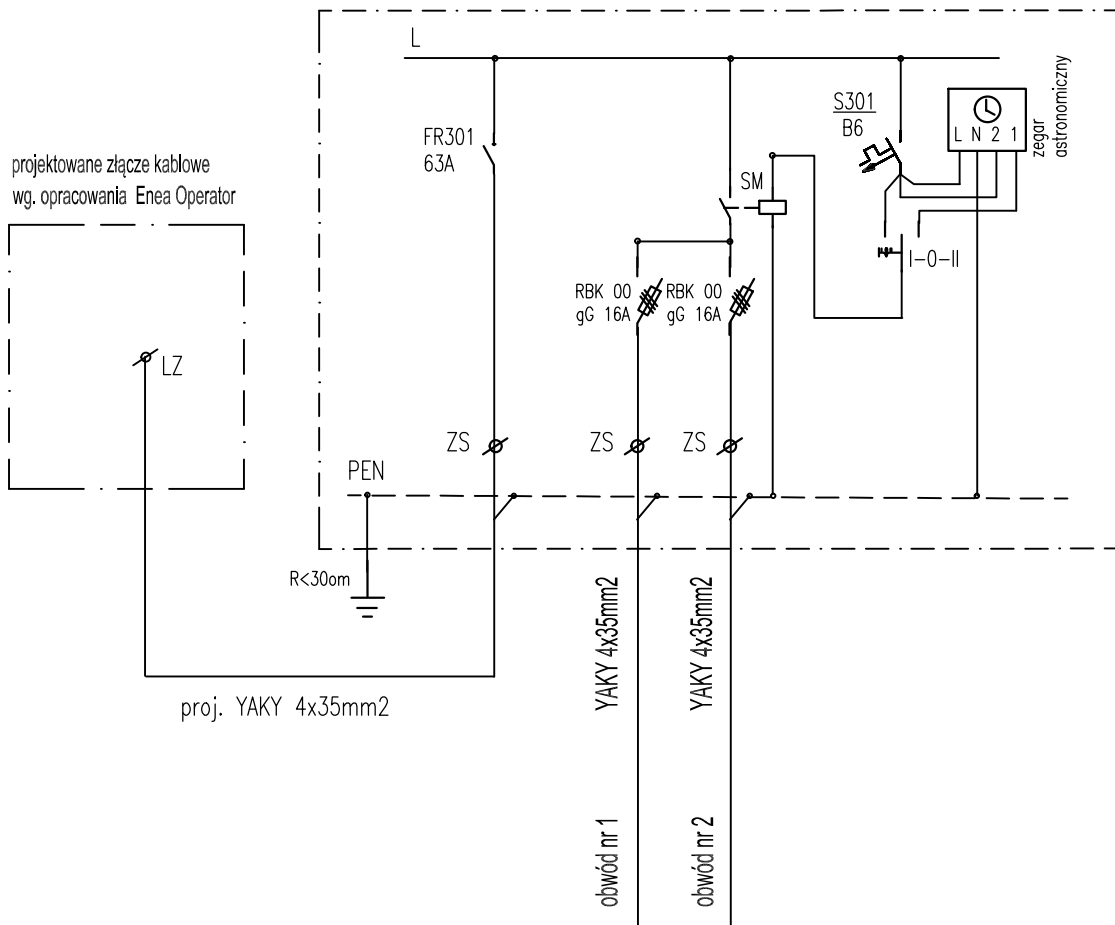 projektowane złącze kablowe
wg. opracowania Enea Operator
LZ
proj. YAKY 4x35mm2
L
FR301
63A
S301
B6
L N 2 1
zegar
astronomiczny
SM
I-0-II
RBK 00
gG 16A
RBK 00
gG 16A
ZS
ZS
ZS
PEN
R<30om
YAKY 4x35mm2
YAKY 4x35mm2
obwód nr 1
obwód nr 2